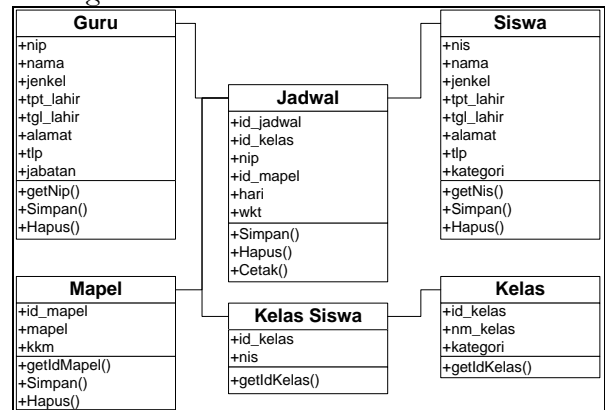 Guru
+nip
+nama
+jenkel
+tpt_lahir
+tgl_lahir
+alamat
+tlp
+jabatan
+getNip()
+Simpan()
+Hapus()
Jadwal
+id_jadwal
+id_kelas
+nip
+id_mapel
+hari
+wkt
+Simpan()
+Hapus()
+Cetak()
Siswa
+nis
+nama
+jenkel
+tpt_lahir
+tgl_lahir
+alamat
+tlp
+kategori
+getNis()
+Simpan()
+Hapus()
Mapel
+id_mapel
+mapel
+kkm
+getIdMapel()
+Simpan()
+Hapus()
Kelas Siswa
+id_kelas
+nis
+getIdKelas()
Kelas
+id_kelas
+nm_kelas
+kategori
+getIdKelas()